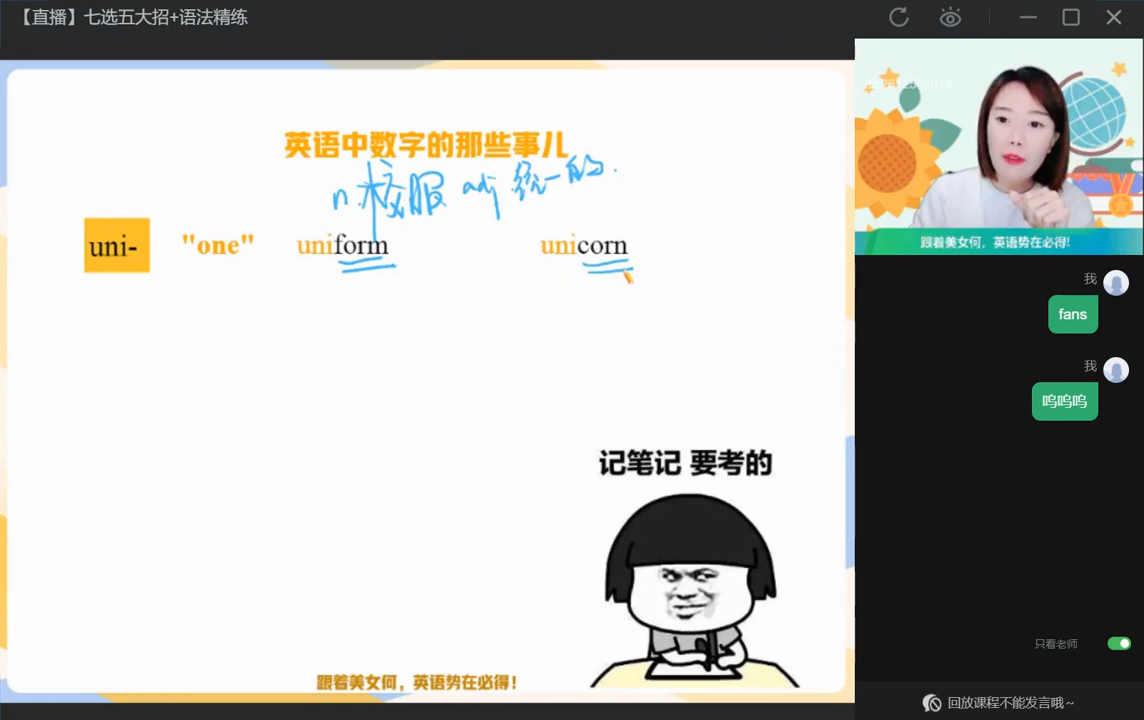 【直播】七选五大招+语法精练
英语中数字的那些事儿
n 校服 adj 统一的.
uni- "one" uniform unicorn
记笔记 要考的
跟着美女何，英语势在必得！
跟着美女何，英语势在必得!
我
fans
我
呜呜呜
只看老师
回放课程不能发言哦~